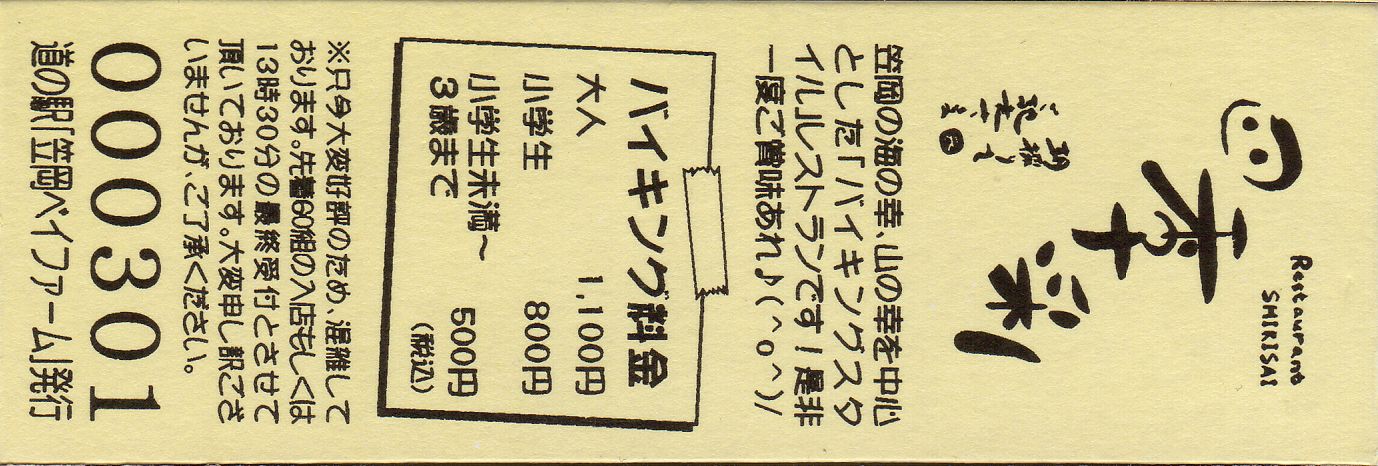 四季彩
Restaurant
SHIRISAI
笠岡の海の幸、山の幸を中心
とした「バイキングスタ
イル」レストランです！是非
一度ご賞味あれ♪(^o^)/
バイキング料金
大人 1,100円
小学生 800円
小学生未満～
3歳まで 500円
(税込)
※只今大変好評のため、混雑して
おります。先着60組の入店もしくは
13時30分の最終受付とさせて
頂いております。大変申し訳ござ
いませんが、ご了承ください。
000301
道の駅「笠岡ベイファーム」発行